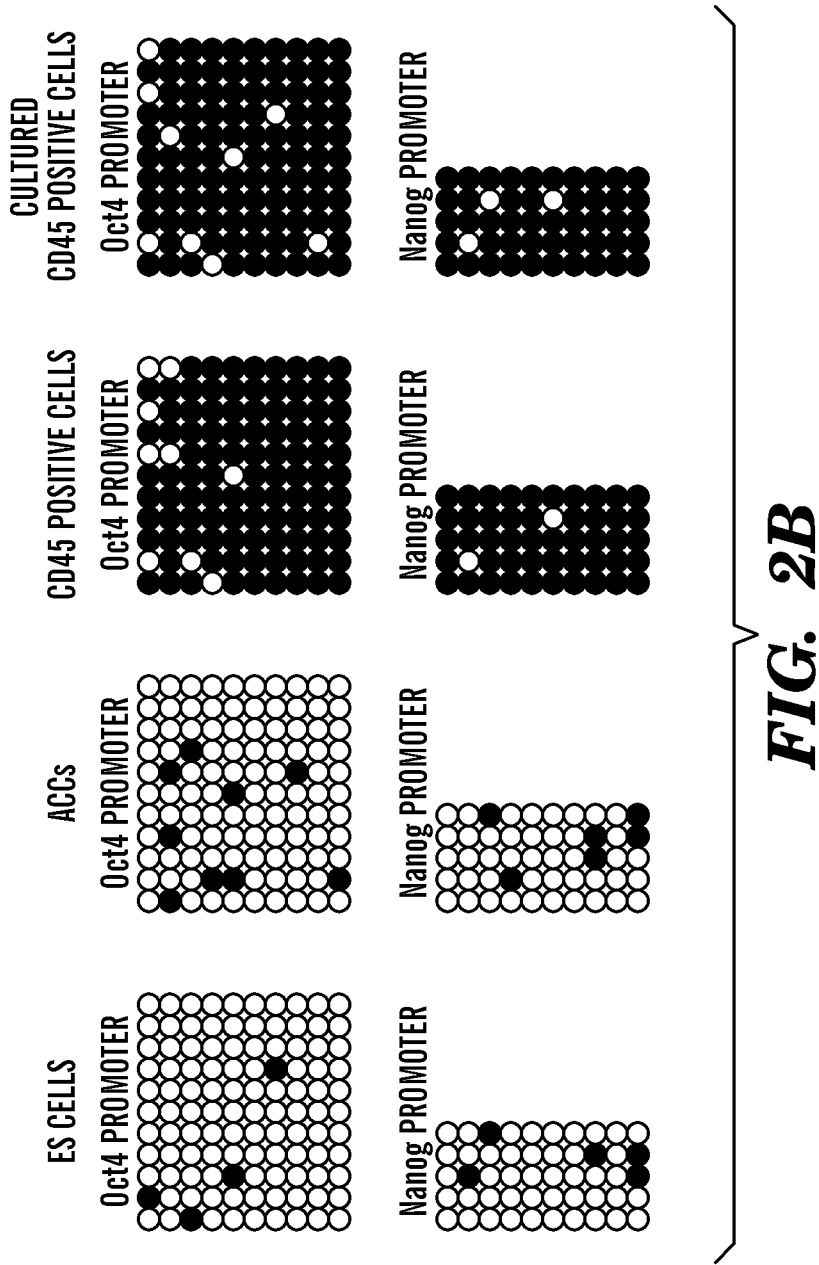 ES CELLS
Oct4 PROMOTER
Nanog PROMOTER
ACCs
Oct4 PROMOTER
Nanog PROMOTER
CD45 POSITIVE CELLS
Oct4 PROMOTER
Nanog PROMOTER
CULTURED
CD45 POSITIVE CELLS
Oct4 PROMOTER
Nanog PROMOTER
FIG. 2B